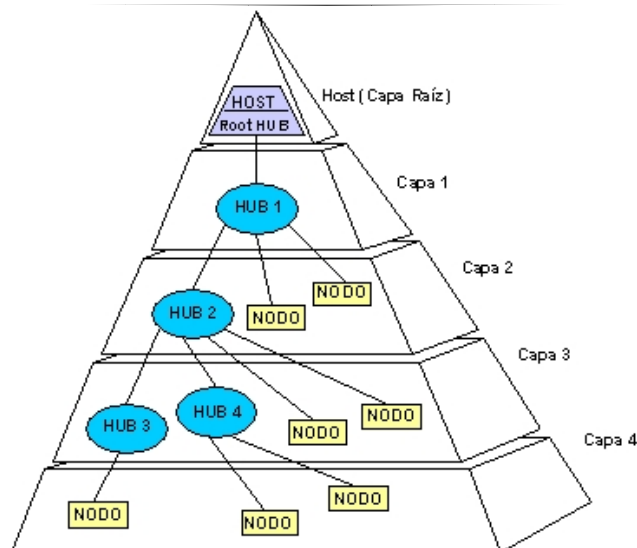 HOST
Root HUB
Host (Capa Raíz)
Capa 1
HUB 1
Capa 2
NODO
HUB 2
NODO
Capa 3
NODO
HUB 4
HUB 3
NODO
Capa 4
NODO
NODO
NODO